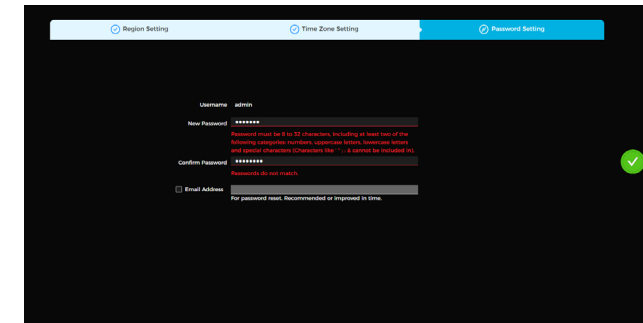 Region Setting
Time Zone Setting
Password Setting
Username admin
New Password •••••••
Password must be 8 to 32 characters, including at least two of the
following categories: numbers, uppercase letters, lowercase letters
and special characters (Characters like ' " ; : & cannot be included in).
Confirm Password ••••••••
Passwords do not match.
Email Address
For password reset. Recommended or improved in time.